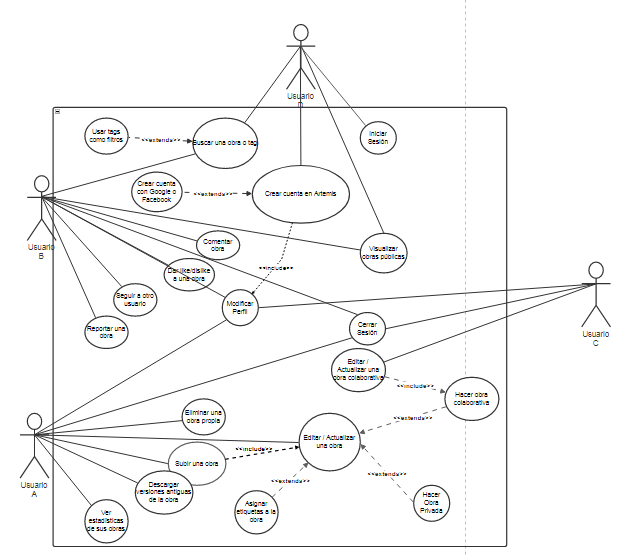 Usuario
D
Usar tags
como filtros
<<extends>>
Buscar una obra o tag
Iniciar
Sesión
Crear cuenta
con Google o
Facebook
<<extends>>
Crear cuenta en Artemis
Usuario
B
Comentar
obra
Visualizar
obras públicas
Dar like/dislike
a una obra
<<include>>
Seguir a otro
usuario
Modificar
Perfil
Reportar una
obra
Cerrar
Sesión
Usuario
C
Editar /
Actualizar una
obra colaborativa
<<include>>
Hacer obra
colaborativa
Eliminar una
obra propia
<<extends>>
Editar / Actualizar
una obra
<<include>>
Subir una obra
Usuario
A
Descargar
versiones antiguas
de la obra
<<extends>>
<<extends>>
Asignar
etiquetas a la
obra
Hacer
Obra
Privada
Ver
estadísticas
de sus obras